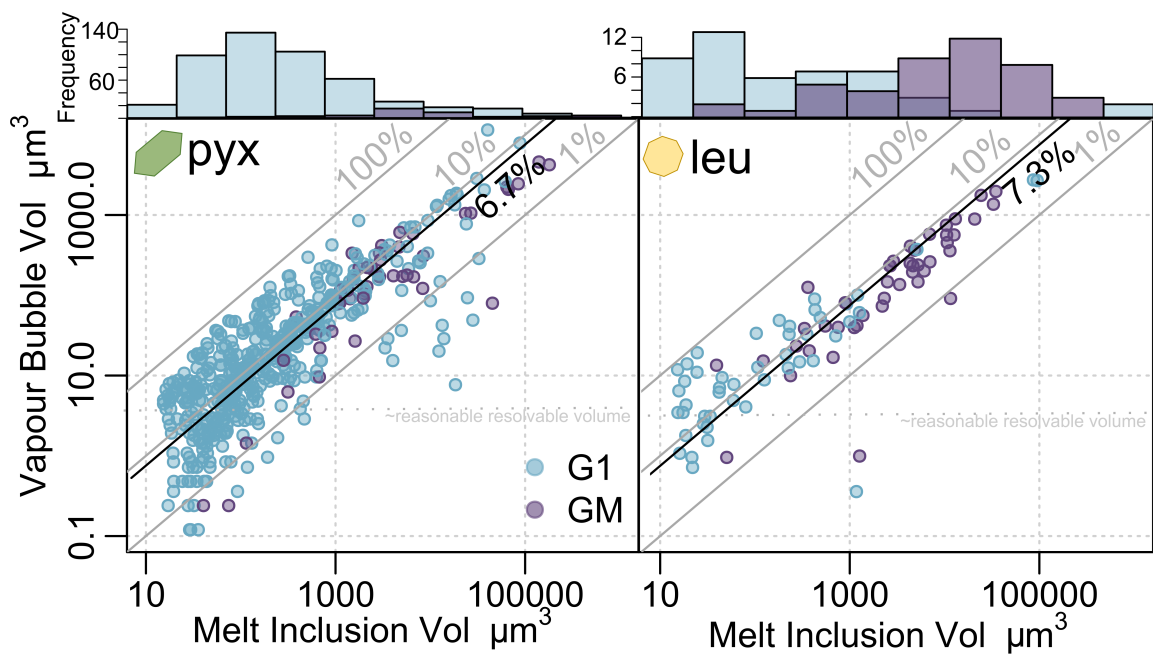 Frequency
140
60
12
6
pyx
100%
10%
1%
6.7%
leu
100%
10%
1%
7.3%
Vapour Bubble Vol μm³
1000.0
10.0
0.1
~reasonable resolvable volume
~reasonable resolvable volume
G1
GM
10
1000
100000
10
1000
100000
Melt Inclusion Vol μm³
Melt Inclusion Vol μm³